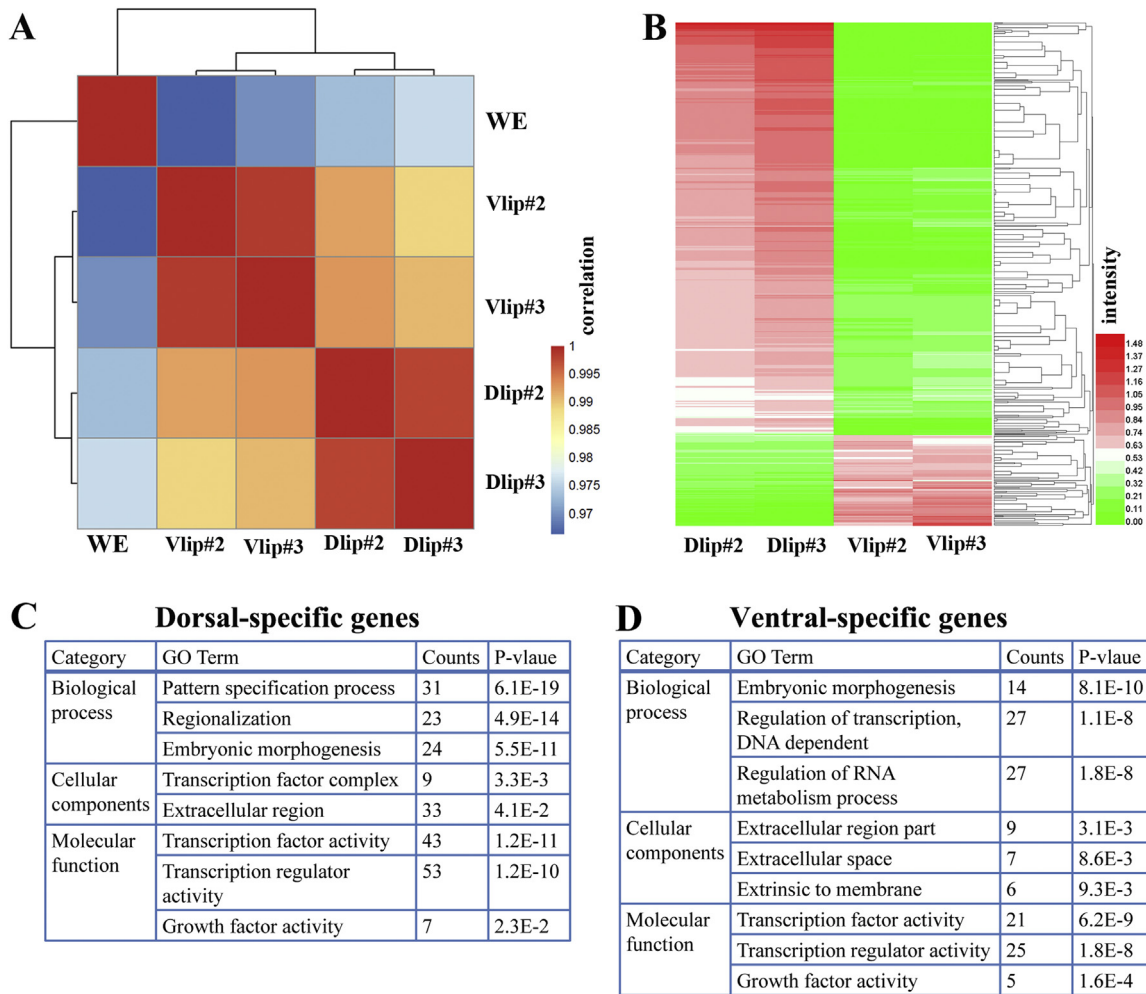 A
WE
Vlip#2
Vlip#3
Dlip#2
Dlip#3
correlation
1
0.995
0.99
0.985
0.98
0.975
0.97
WE Vlip#2 Vlip#3 Dlip#2 Dlip#3
B
intensity
1.48
1.37
1.26
1.16
1.05
0.95
0.84
0.74
0.63
0.53
0.42
0.32
0.21
0.11
0.00
Dlip#2 Dlip#3 Vlip#2 Vlip#3
C Dorsal-specific genes
Category GO Term Counts P-vlaue
Biological process Pattern specification process 31 6.1E-19
Regionalization 23 4.9E-14
Embryonic morphogenesis 24 5.5E-11
Cellular components Transcription factor complex 9 3.3E-3
Extracellular region 33 4.1E-2
Molecular function Transcription factor activity 43 1.2E-11
Transcription regulator activity 53 1.2E-10
Growth factor activity 7 2.3E-2
D Ventral-specific genes
Category GO Term Counts P-vlaue
Biological process Embryonic morphogenesis 14 8.1E-10
Regulation of transcription, DNA dependent 27 1.1E-8
Regulation of RNA metabolism process 27 1.8E-8
Cellular components Extracellular region part 9 3.1E-3
Extracellular space 7 8.6E-3
Extrinsic to membrane 6 9.3E-3
Molecular function Transcription factor activity 21 6.2E-9
Transcription regulator activity 25 1.8E-8
Growth factor activity 5 1.6E-4